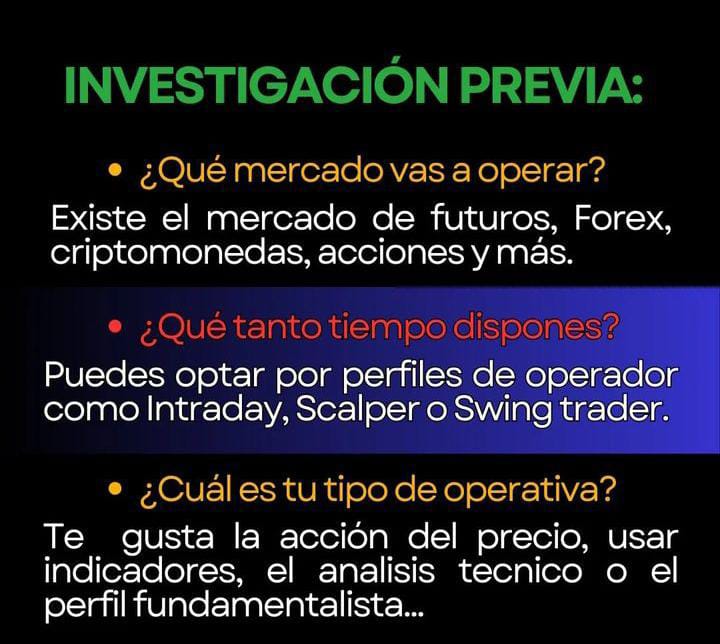 INVESTIGACIÓN PREVIA:
• ¿Qué mercado vas a operar?
Existe el mercado de futuros, Forex,
criptomonedas, acciones y más.
• ¿Qué tanto tiempo dispones?
Puedes optar por perfiles de operador
como Intraday, Scalper o Swing trader.
• ¿Cuál es tu tipo de operativa?
Te gusta la acción del precio, usar
indicadores, el analisis tecnico o el
perfil fundamentalista...